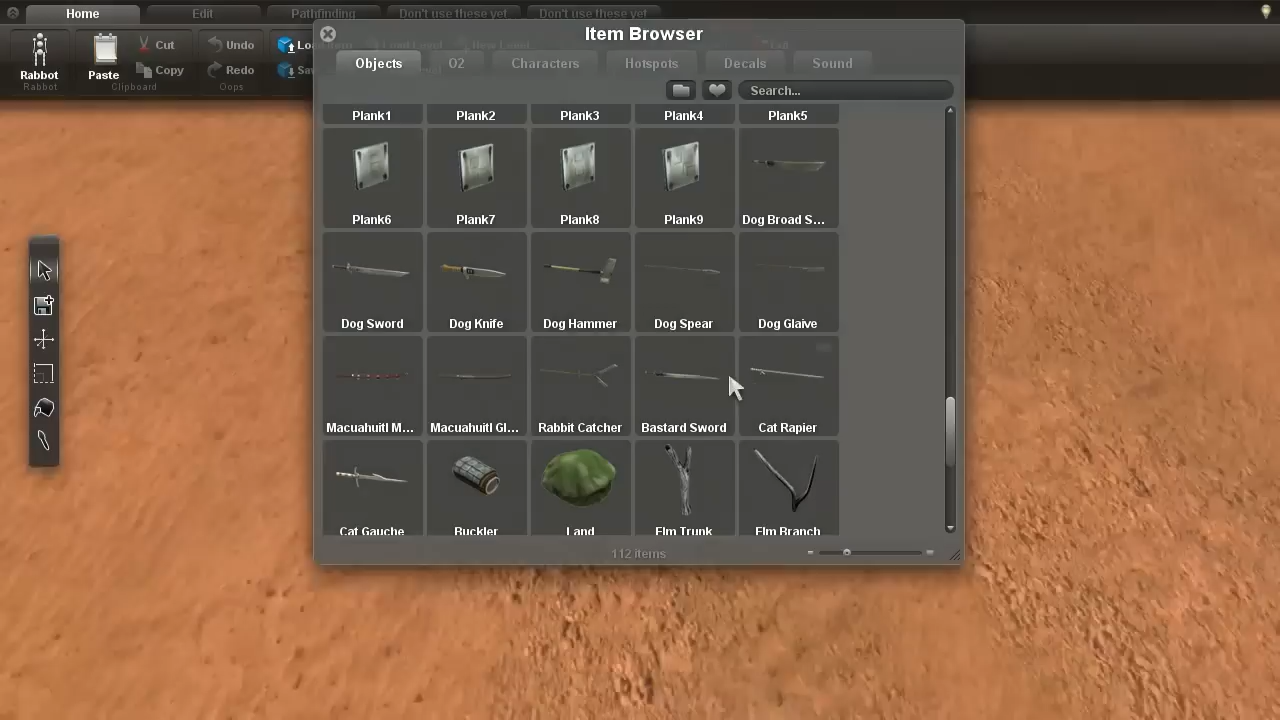 Home Edit Pathfinding Don't use these yet Don't use these yet
Item Browser
Rabbot
Rabbot
Paste
Cut
Copy
Clipboard
Undo
Redo
Oops
Objects O2 Characters Hotspots Decals Sound
Search...
Plank1 Plank2 Plank3 Plank4 Plank5
Plank6 Plank7 Plank8 Plank9 Dog Broad S...
Dog Sword Dog Knife Dog Hammer Dog Spear Dog Glaive
Macuahuitl M... Macuahuitl Gl... Rabbit Catcher Bastard Sword Cat Rapier
Cat Gauche Buckler Land Elm Trunk Elm Branch
112 items